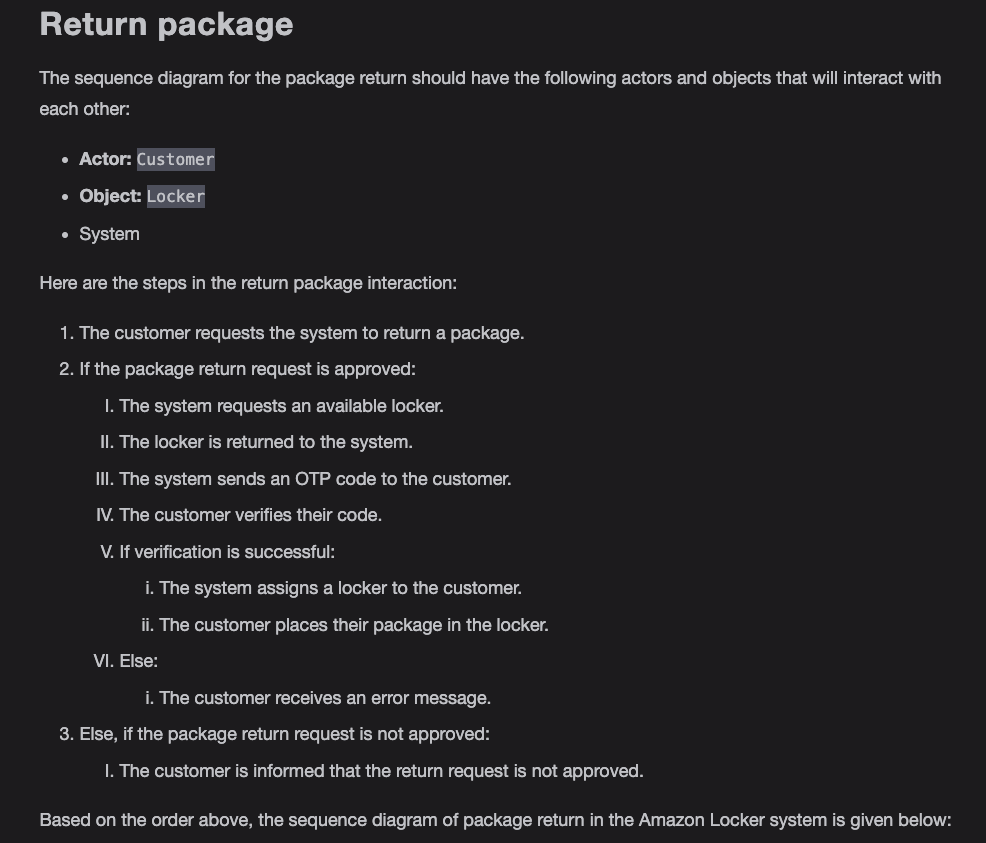 Return package
The sequence diagram for the package return should have the following actors and objects that will interact with
each other:
• Actor: Customer
• Object: Locker
• System
Here are the steps in the return package interaction:
1. The customer requests the system to return a package.
2. If the package return request is approved:
I. The system requests an available locker.
II. The locker is returned to the system.
III. The system sends an OTP code to the customer.
IV. The customer verifies their code.
V. If verification is successful:
i. The system assigns a locker to the customer.
ii. The customer places their package in the locker.
VI. Else:
i. The customer receives an error message.
3. Else, if the package return request is not approved:
I. The customer is informed that the return request is not approved.
Based on the order above, the sequence diagram of package return in the Amazon Locker system is given below: